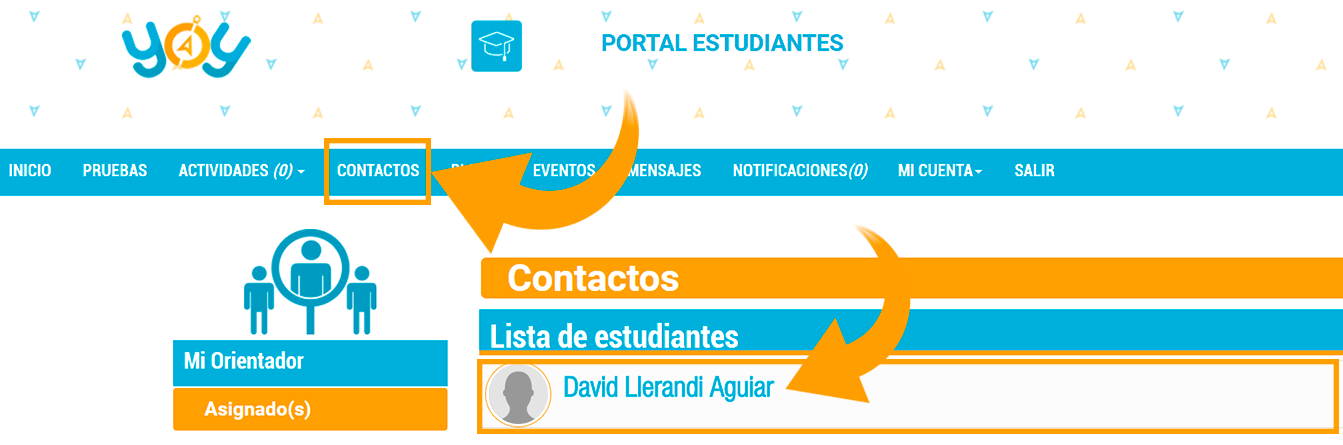 yoy
PORTAL ESTUDIANTES
INICIO PRUEBAS ACTIVIDADES (0) CONTACTOS EVENTOS MENSAJES NOTIFICACIONES(0) MI CUENTA SALIR
Contactos
Lista de estudiantes
Mi Orientador
David Llerandi Aguiar
Asignado(s)